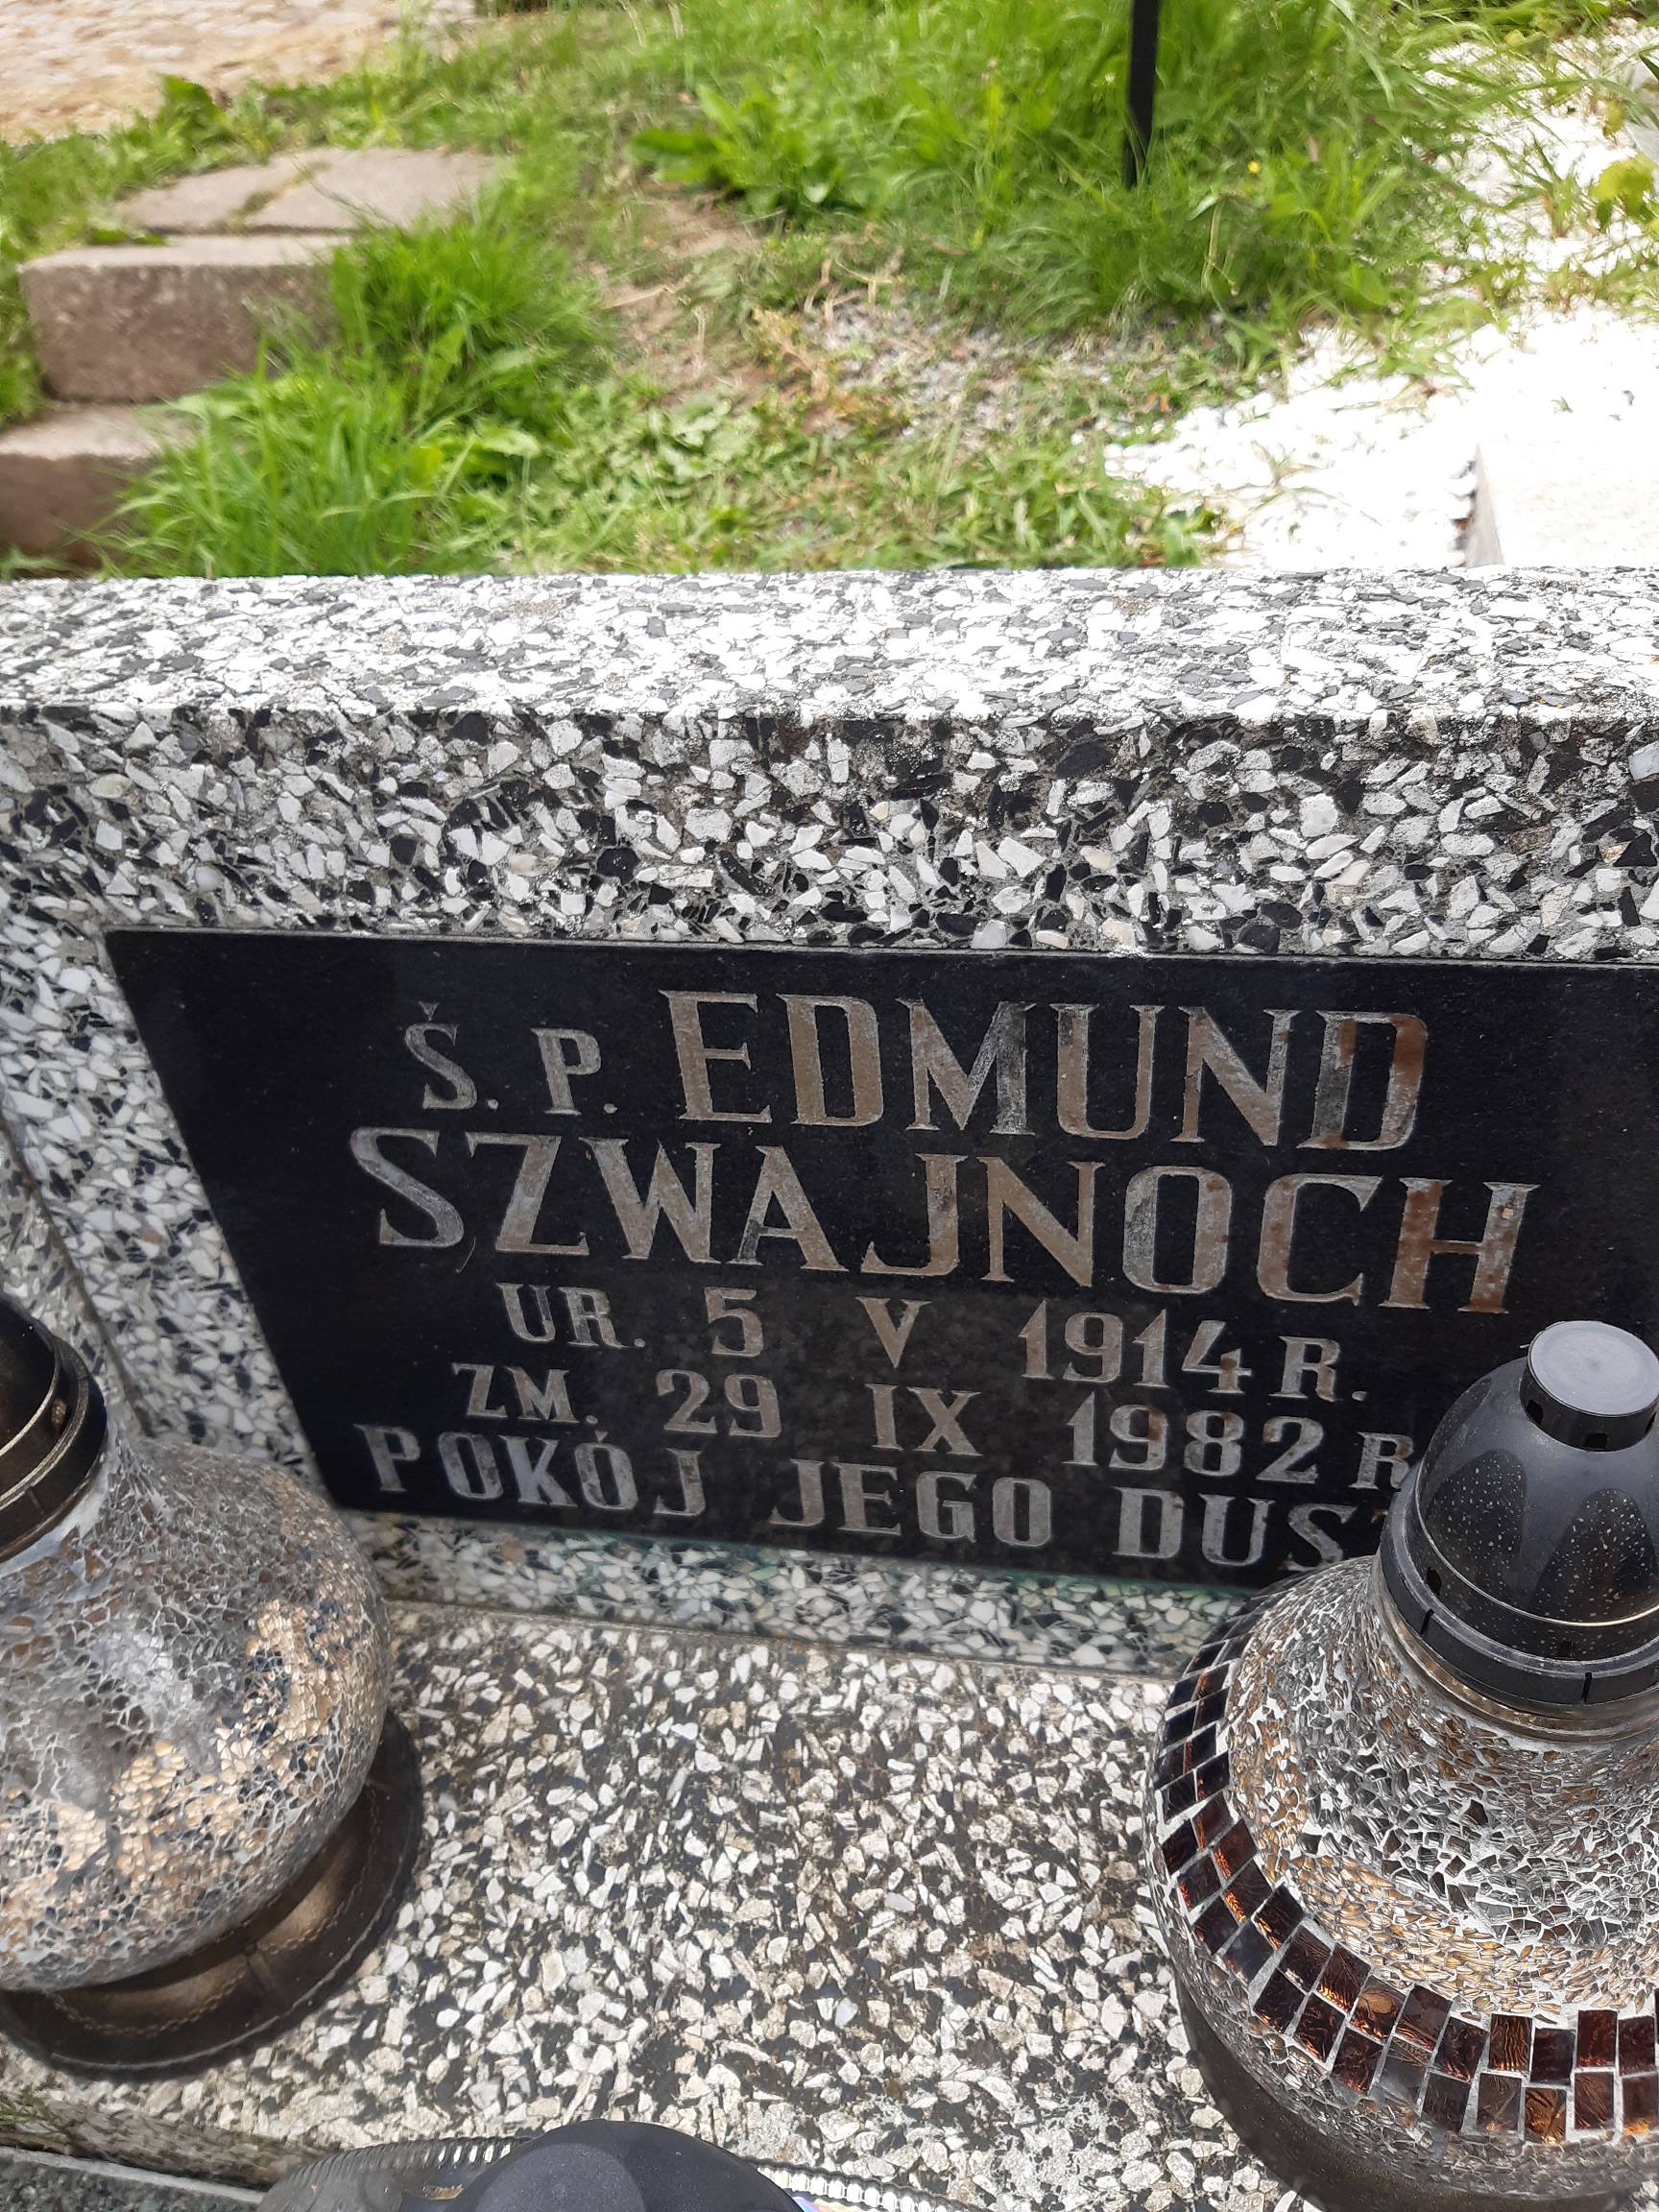 Š. P. EDMUND
SZWAJNOCH
UR. 5 V 1914 R.
ZM. 29 IX 1982 R
POKÓJ JEGO